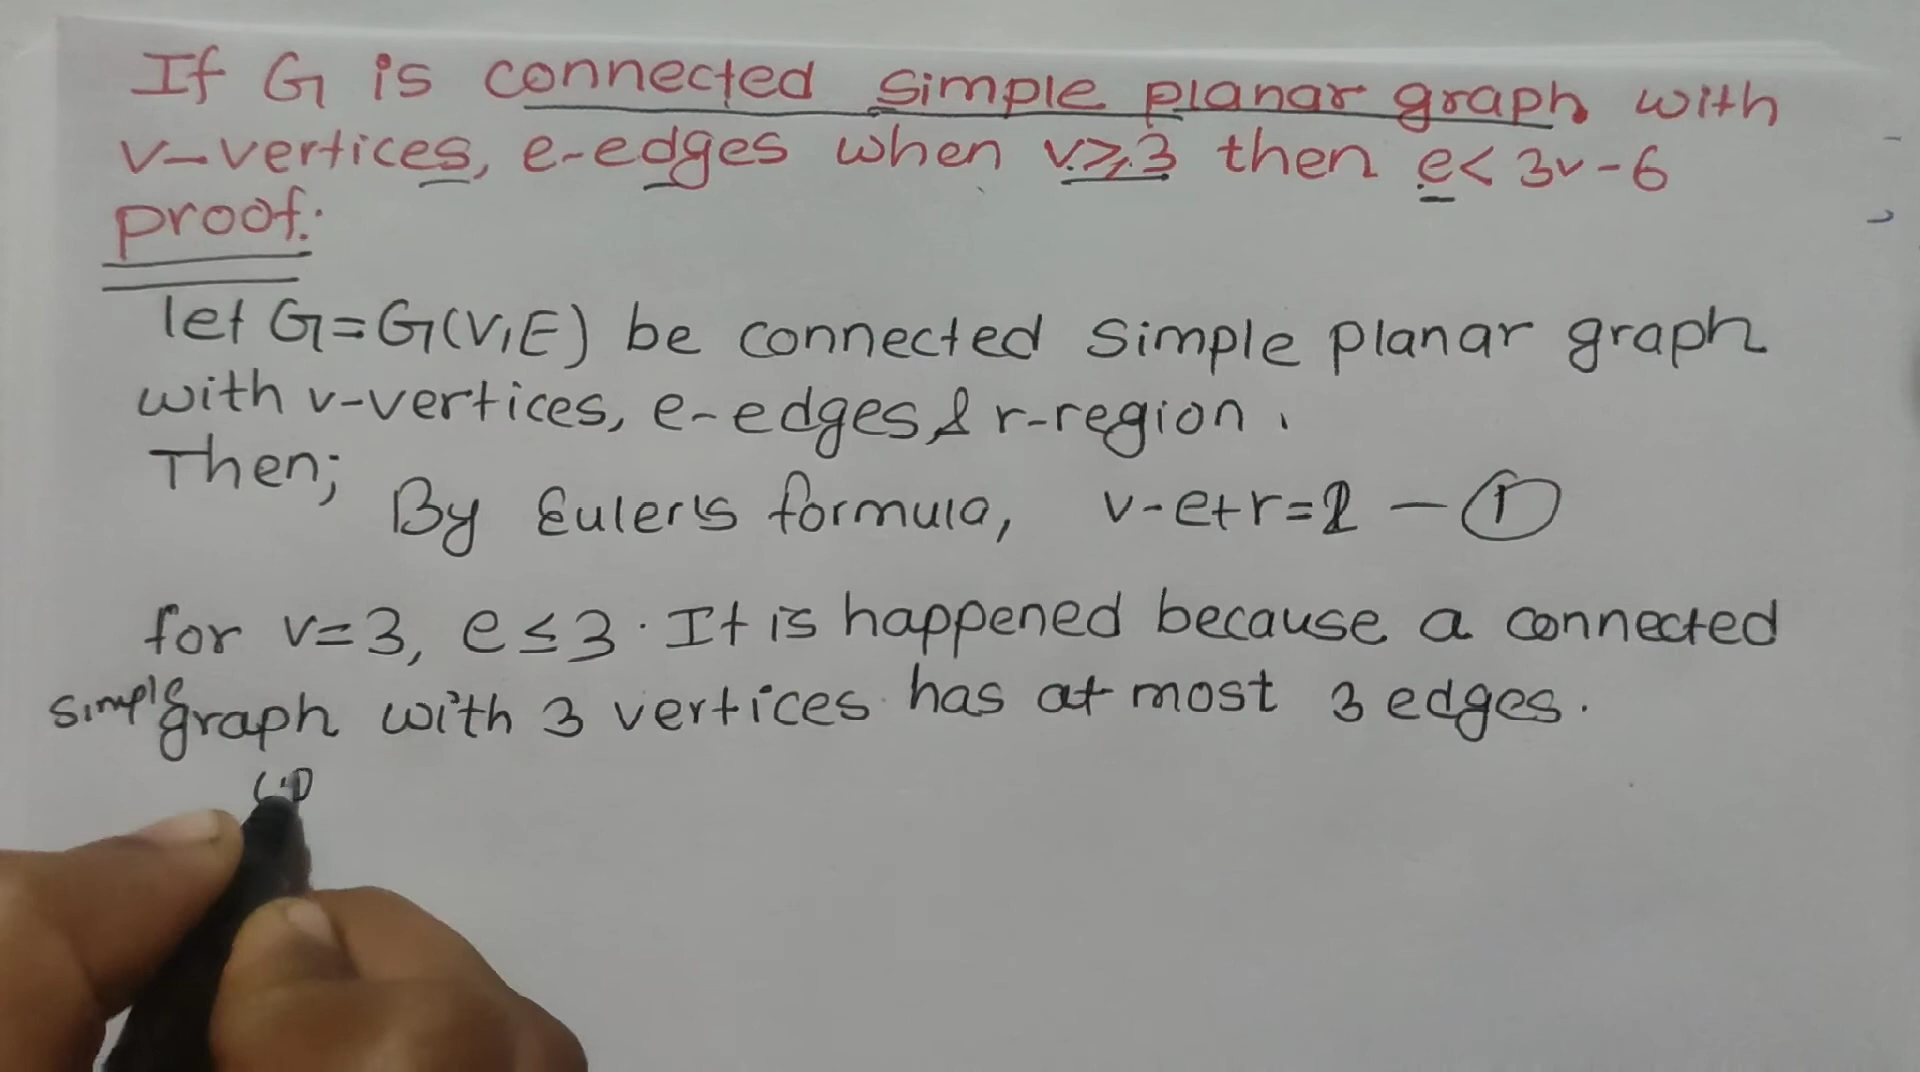 If G is connected simple planar graph with
v-vertices, e-edges when v≥3 then e< 3v-6
proof:
let G=G(V,E) be connected simple planar graph
with v-vertices, e-edges & r-region.
Then;
By Euler's formula, v-e+r=2 - ①
for v=3, e≤3. It is happened because a connected
simple graph with 3 vertices has at most 3 edges.